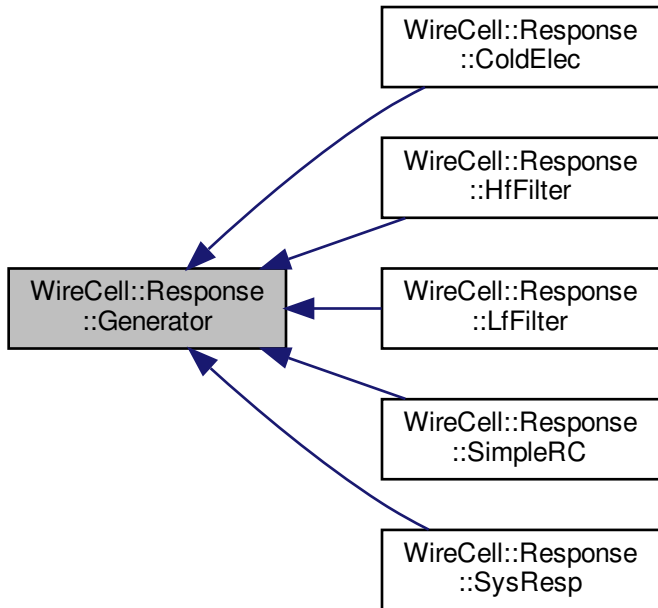 WireCell::Response
::ColdElec
WireCell::Response
::HfFilter
WireCell::Response
::Generator
WireCell::Response
::LfFilter
WireCell::Response
::SimpleRC
WireCell::Response
::SysResp